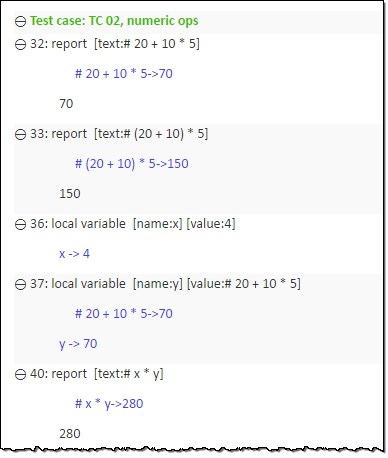 Test case: TC 02, numeric ops
32: report [text:# 20 + 10 * 5]
# 20 + 10 * 5->70
70
33: report [text:# (20 + 10) * 5]
# (20 + 10) * 5->150
150
36: local variable [name:x] [value:4]
x -> 4
37: local variable [name:y] [value:# 20 + 10 * 5]
# 20 + 10 * 5->70
y -> 70
40: report [text:# x * y]
# x * y->280
280